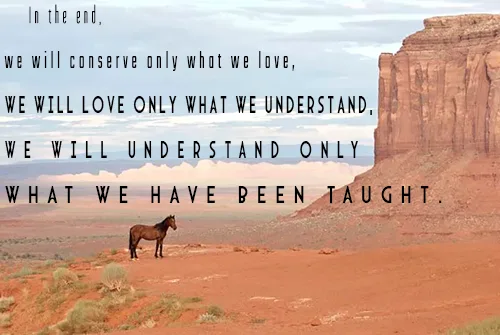 In the end,
we will conserve only what we love,
WE WILL LOVE ONLY WHAT WE UNDERSTAND,
WE WILL UNDERSTAND ONLY
WHAT WE HAVE BEEN TAUGHT.